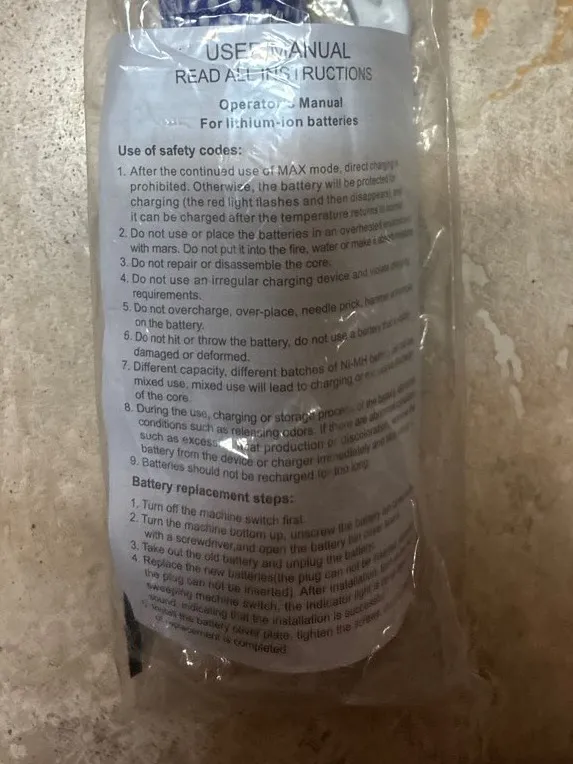 USER MANUAL
READ ALL INSTRUCTIONS
Operator's Manual
For lithium-ion batteries
Use of safety codes:
1. After the continued use of MAX mode, direct charging is
prohibited. Otherwise, the battery will be protected for
charging (the red light flashes and then disappears), and
it can be charged after the temperature returns to
2. Do not use or place the batteries in an overheated
with mars. Do not put it into the fire, water or make a
3. Do not repair or disassemble the core.
4. Do not use an irregular charging device and violate
requirements.
5. Do not overcharge, over-place, needle prick, hammer
on the battery.
6. Do not hit or throw the battery, do not use a battery that
damaged or deformed.
7. Different capacity, different batches of Ni-MH
mixed use, mixed use will lead to charging or
of the core.
8. During the use, charging or storage process of the battery
conditions such as releasing odors. If there are
such as excess heat production or discoloration,
battery from the device or charger immediately and
9. Batteries should not be recharged for too long.
Battery replacement steps:
1. Turn off the machine switch first.
2. Turn the machine bottom up, unscrew the battery
with a screwdriver,and open the battery
3. Take out the old battery and unplug the battery.
4. Replace the new batteries(the plug can not be
the plug can not be inserted). After installation,
sweeping machine switch, the indicator light
sound, indicating that the installation is successful
the battery cover plate, tighten the screw,
replacement is completed.